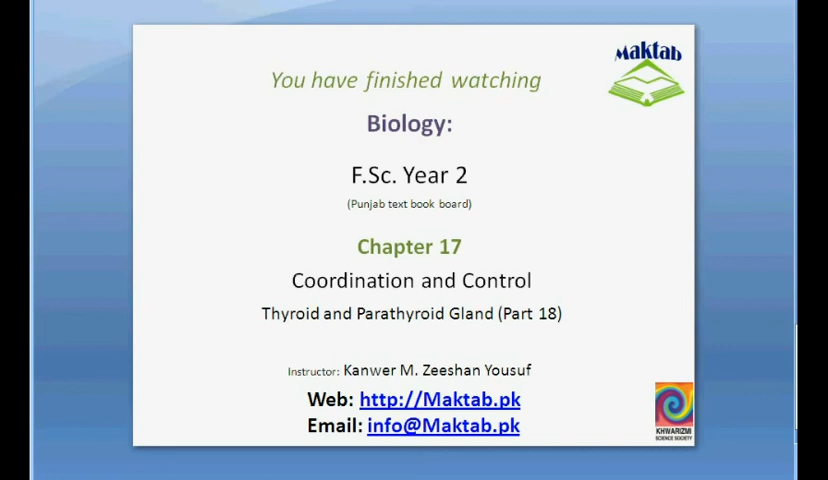 Maktab
You have finished watching
Biology:
F.Sc. Year 2
(Punjab text book board)
Chapter 17
Coordination and Control
Thyroid and Parathyroid Gland (Part 18)
Instructor: Kanwer M. Zeeshan Yousuf
Web: http://Maktab.pk
Email: info@Maktab.pk
KHWARIZMI
SCIENCE SOCIETY